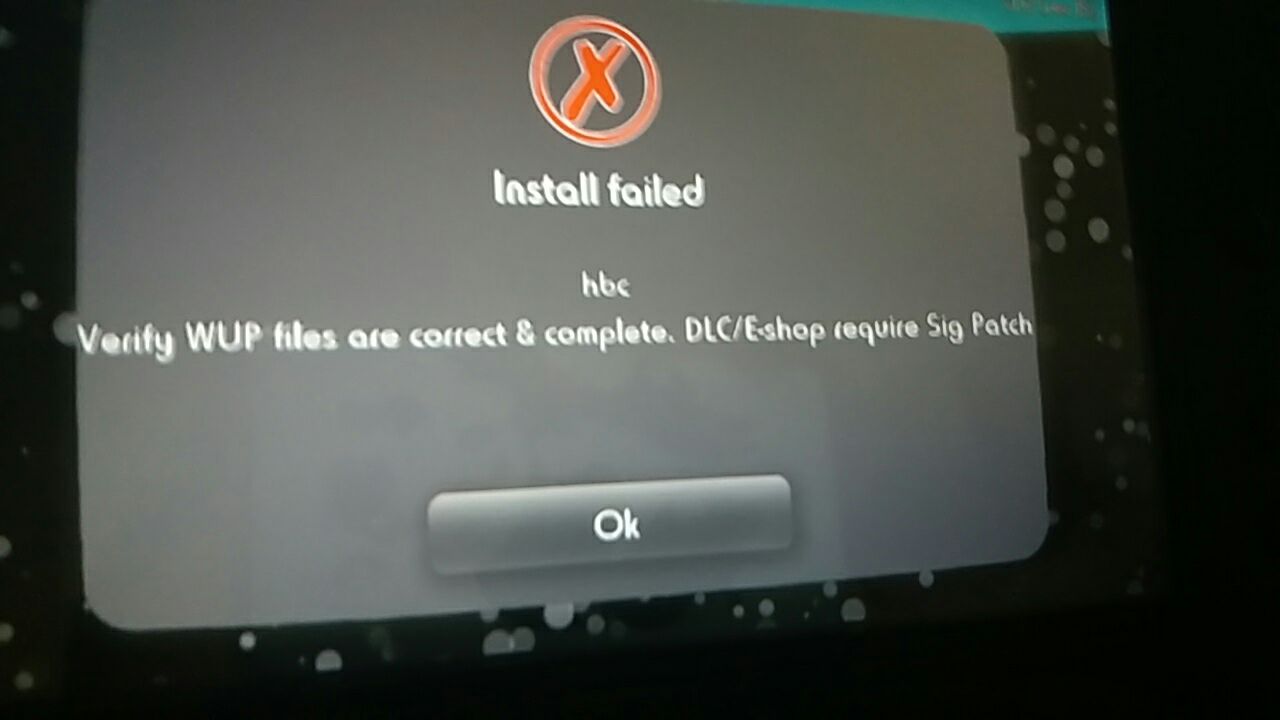 Install failed
hbc
Verify WUP files are correct & complete. DLC/E-shop require Sig Patch
Ok